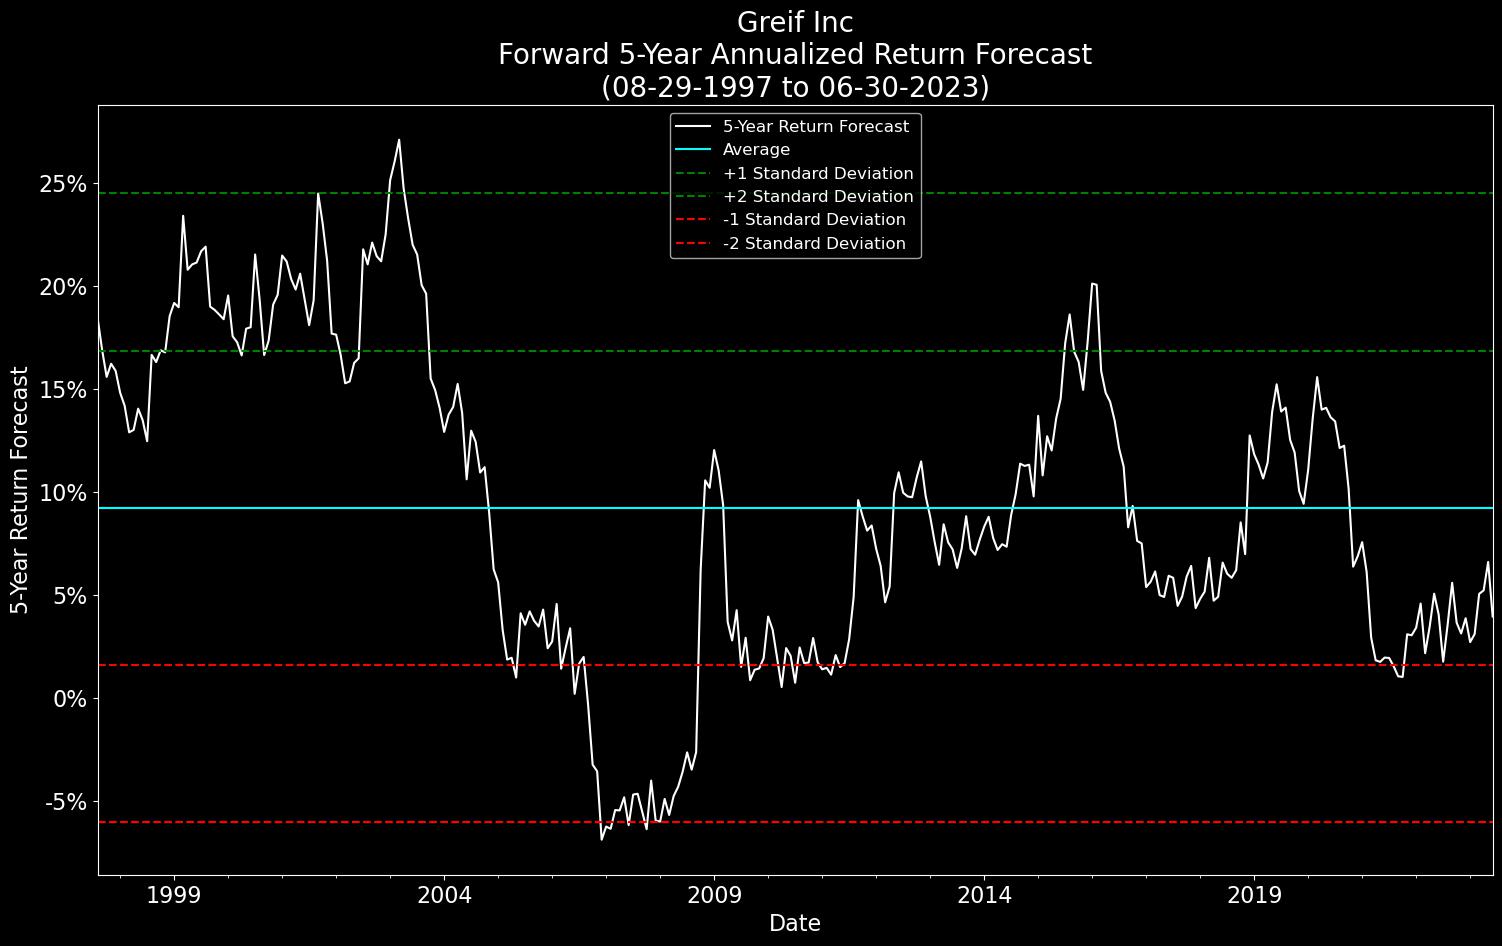 Greif Inc
Forward 5-Year Annualized Return Forecast
(08-29-1997 to 06-30-2023)
5-Year Return Forecast
Average
+1 Standard Deviation
+2 Standard Deviation
-1 Standard Deviation
-2 Standard Deviation
5-Year Return Forecast
25%
20%
15%
10%
5%
0%
-5%
1999 2004 2009 2014 2019
Date